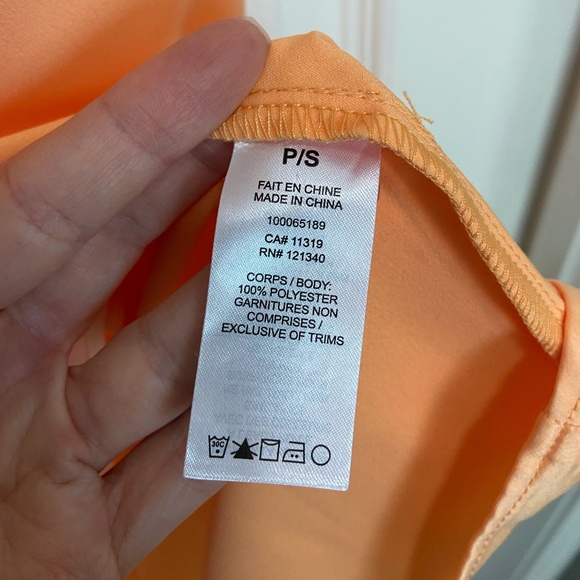 P/S
FAIT EN CHINE
MADE IN CHINA
100065189
CA# 11319
RN# 121340
CORPS / BODY:
100% POLYESTER
GARNITURES NON
COMPRISES /
EXCLUSIVE OF TRIMS
30C